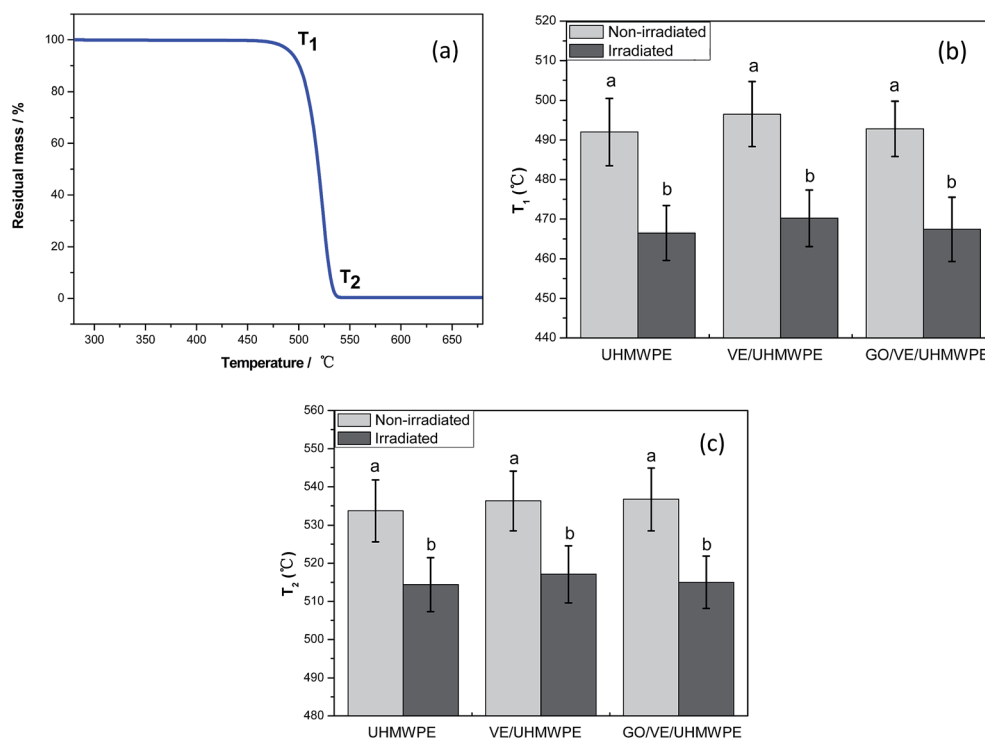 (a)
T1
T2
Residual mass / %
100
80
60
40
20
0
300 350 400 450 500 550 600 650
Temperature / ℃
(b)
Non-irradiated
Irradiated
T1 (℃)
520
510
500
490
480
470
460
450
440
a a a
b b b
UHMWPE VE/UHMWPE GO/VE/UHMWPE
(c)
Non-irradiated
Irradiated
T2 (℃)
560
550
540
530
520
510
500
490
480
a a a
b b b
UHMWPE VE/UHMWPE GO/VE/UHMWPE